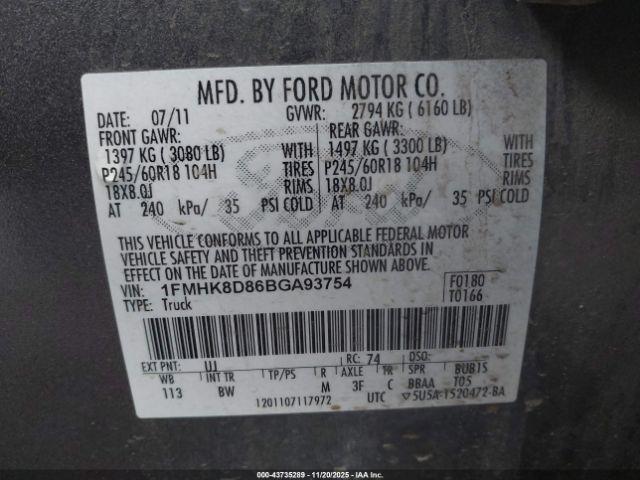 MFD. BY FORD MOTOR CO.
DATE: 07/11 GVWR: 2794 KG ( 6160 LB)
FRONT GAWR: REAR GAWR:
1397 KG ( 3080 LB) WITH 1497 KG ( 3300 LB) WITH
P245/60R18 104H TIRES P245/60R18 104H TIRES
18X8.0J RIMS 18X8.0J RIMS
AT 240 kPa/ 35 PSI COLD AT 240 kPa/ 35 PSI COLD
THIS VEHICLE CONFORMS TO ALL APPLICABLE FEDERAL MOTOR
VEHICLE SAFETY AND THEFT PREVENTION STANDARDS IN
EFFECT ON THE DATE OF MANUFACTURE SHOWN ABOVE.
VIN: 1FMHK8D86BGA93754 F0180
TYPE: Truck T0166
EXT PNT: UJ RC: 74 DSO:
WB INT TR TP/PS R AXLE TR SPR BUB1S
113 BW M 3F C BBAA T05
1201107117972 UTC ▽5U5A-1520472-BA
000-43735289 - 11/20/2025 - IAAI.COM